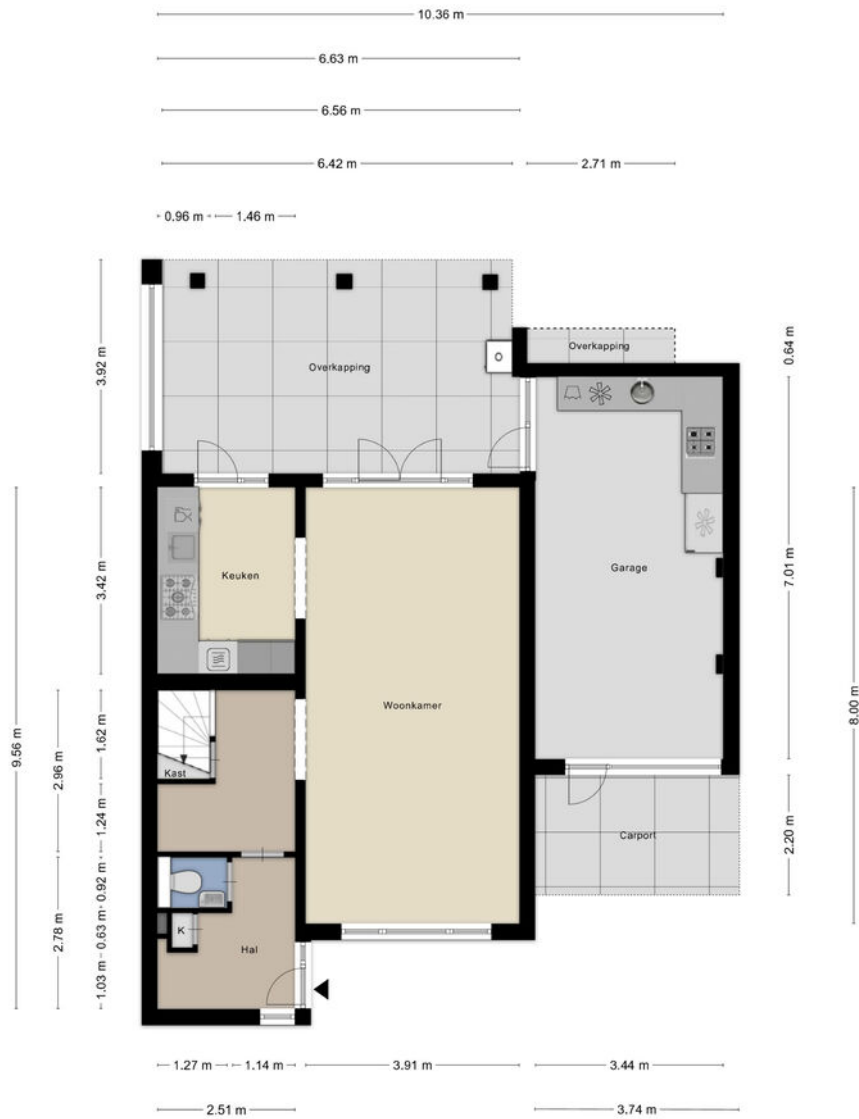 10.36 m
6.63 m
6.56 m
6.42 m
2.71 m
0.96 m
1.46 m
3.92 m
Overkapping
Overkapping
0.64 m
Keuken
3.42 m
Garage
7.01 m
Woonkamer
8.00 m
9.56 m
2.96 m
1.62 m
Kast
1.24 m
Carport
2.20 m
0.92 m
2.78 m
0.63 m
K
Hal
1.03 m
1.27 m
1.14 m
3.91 m
3.44 m
2.51 m
3.74 m